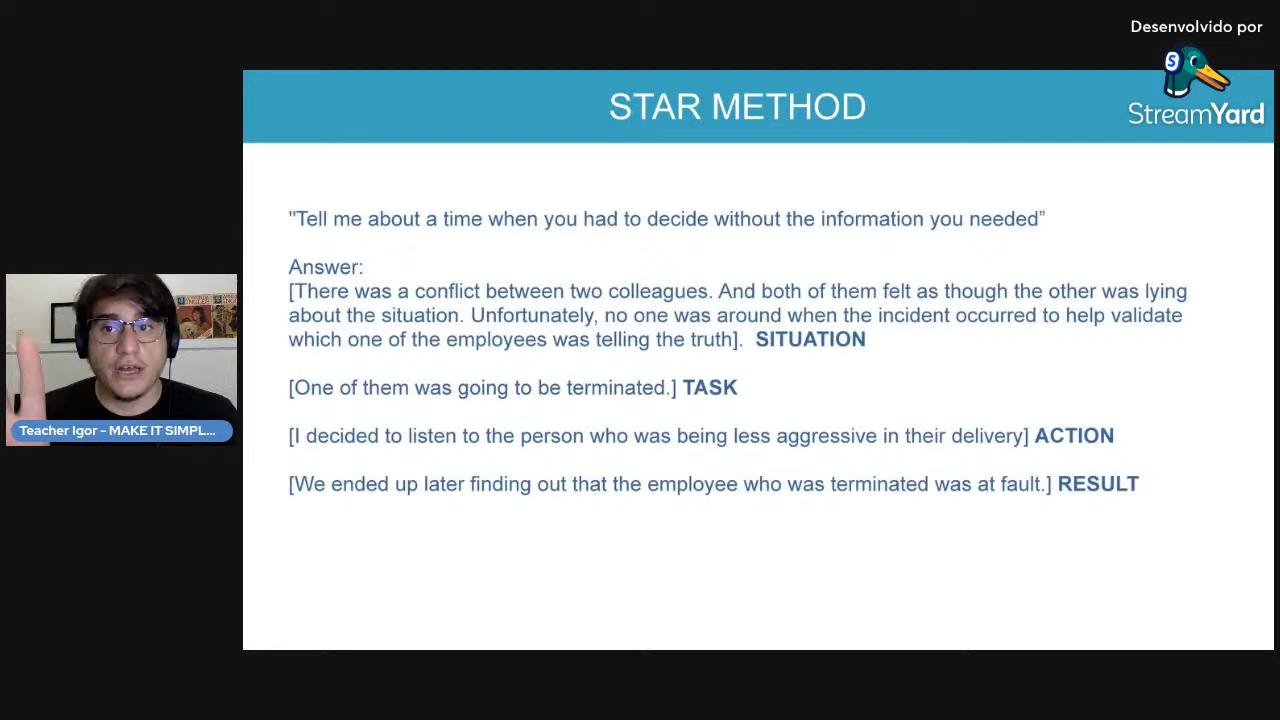 Desenvolvido por
StreamYard
STAR METHOD
"Tell me about a time when you had to decide without the information you needed”
Answer:
[There was a conflict between two colleagues. And both of them felt as though the other was lying
about the situation. Unfortunately, no one was around when the incident occurred to help validate
which one of the employees was telling the truth]. SITUATION
[One of them was going to be terminated.] TASK
[I decided to listen to the person who was being less aggressive in their delivery] ACTION
[We ended up later finding out that the employee who was terminated was at fault.] RESULT
Teacher Igor - MAKE IT SIMPL...